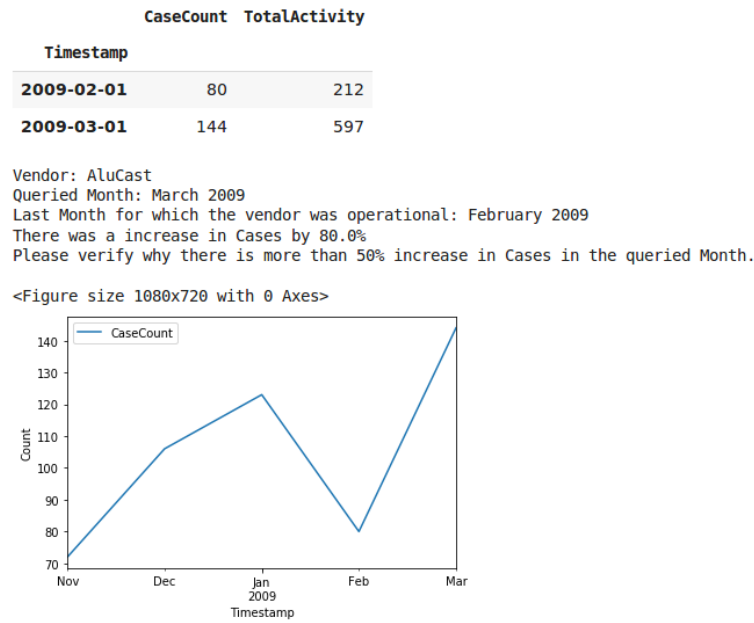 CaseCount TotalActivity
Timestamp
2009-02-01 80 212
2009-03-01 144 597
Vendor: AluCast
Queried Month: March 2009
Last Month for which the vendor was operational: February 2009
There was a increase in Cases by 80.0%
Please verify why there is more than 50% increase in Cases in the queried Month.
<Figure size 1080x720 with 0 Axes>
CaseCount
140
130
120
110
100
90
80
70
Count
Nov Dec Jan Feb Mar
2009
Timestamp